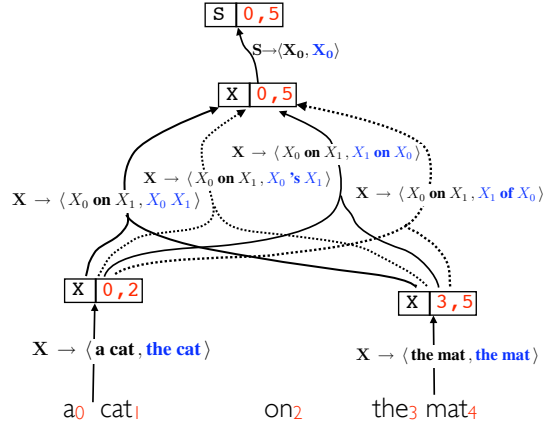 S 0,5
S→⟨X₀, X₀⟩
X 0,5
X → ⟨ X₀ on X₁ , X₁ on X₀ ⟩
X → ⟨ X₀ on X₁ , X₀ 's X₁ ⟩
X → ⟨ X₀ on X₁ , X₀ X₁ ⟩
X → ⟨ X₀ on X₁ , X₁ of X₀ ⟩
X 0,2
X 3,5
X → ⟨ a cat , the cat ⟩
X → ⟨ the mat , the mat ⟩
a₀ cat₁ on₂ the₃ mat₄